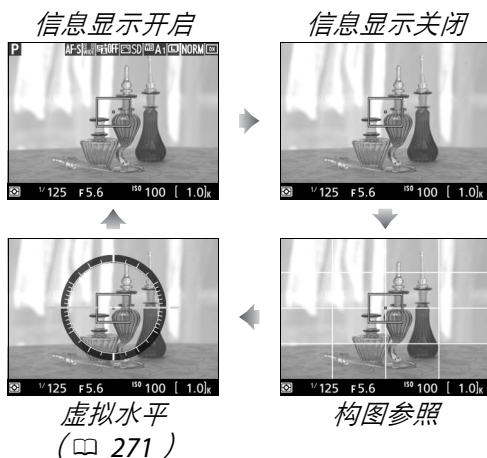 信息显示开启
信息显示关闭
P AF-S WIDE OFF SD A1 L NORM DX
1/125 F5.6 ISO 100 [ 1.0]K
1/125 F5.6 ISO 100 [ 1.0]K
1/125 F5.6 ISO 100 [ 1.0]K
1/125 F5.6 ISO 100 [ 1.0]K
虚拟水平
(271)
构图参照